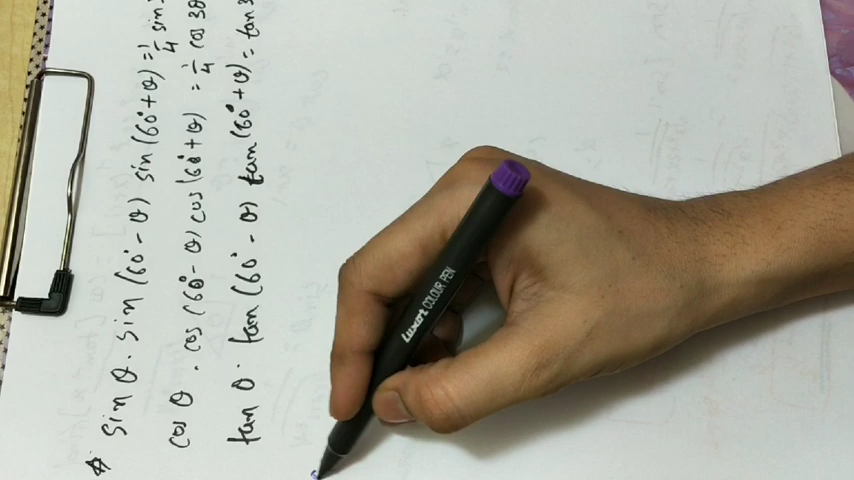 * sin θ . sin (60° - θ) sin (60° + θ) = 1/4 sin
cos θ . cos (60° - θ) cos (60° + θ) = 1/4 cos 3θ
tan θ . tan (60° - θ) tan (60° + θ) = tan 3
Luxor COLOUR PEN